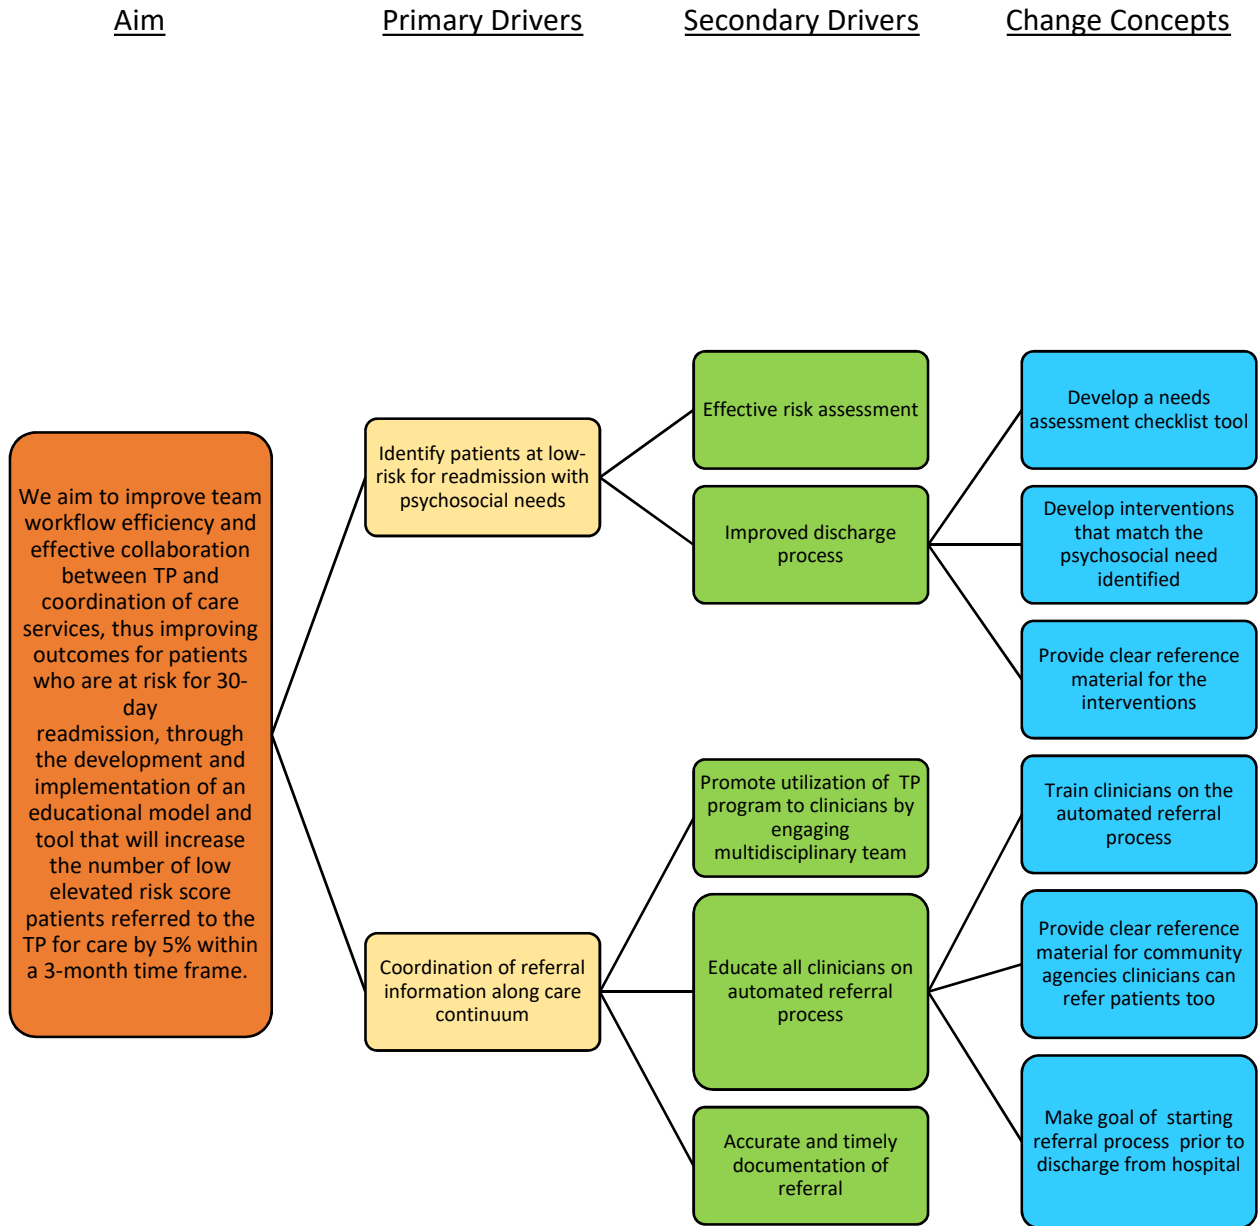 Aim
Primary Drivers
Secondary Drivers
Change Concepts
We aim to improve team
workflow efficiency and
effective collaboration
between TP and
coordination of care
services, thus improving
outcomes for patients
who are at risk for 30-
day
readmission, through
the development and
implementation of an
educational model and
tool that will increase
the number of low
elevated risk score
patients referred to the
TP for care by 5% within
a 3-month time frame.
Identify patients at low-
risk for readmission with
psychosocial needs
Coordination of referral
information along care
continuum
Effective risk assessment
Improved discharge
process
Promote utilization of TP
program to clinicians by
engaging
multidisciplinary team
Educate all clinicians on
automated referral
process
Accurate and timely
documentation of
referral
Develop a needs
assessment checklist tool
Develop interventions
that match the
psychosocial need
identified
Provide clear reference
material for the
interventions
Train clinicians on the
automated referral
process
Provide clear reference
material for community
agencies clinicians can
refer patients too
Make goal of starting
referral process prior to
discharge from hospital